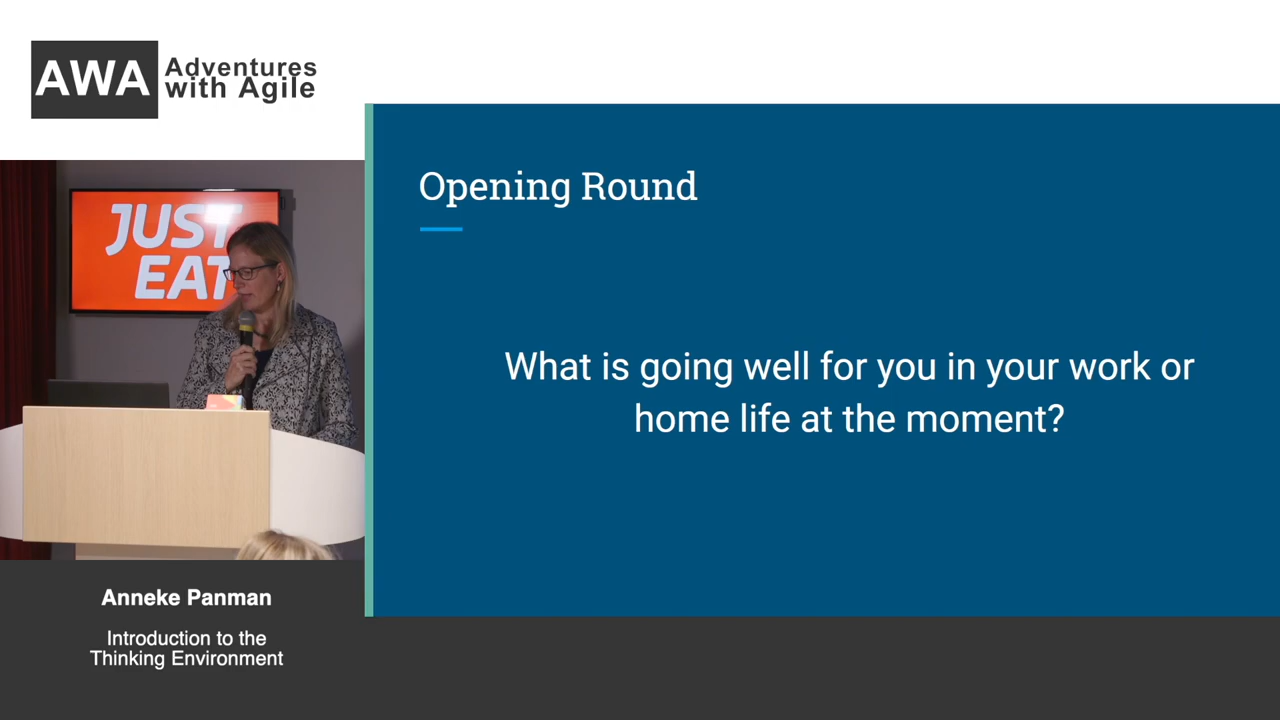 AWA
Adventures
with Agile
JUST
EAT
Anneke Panman
Introduction to the
Thinking Environment
Opening Round
What is going well for you in your work or
home life at the moment?